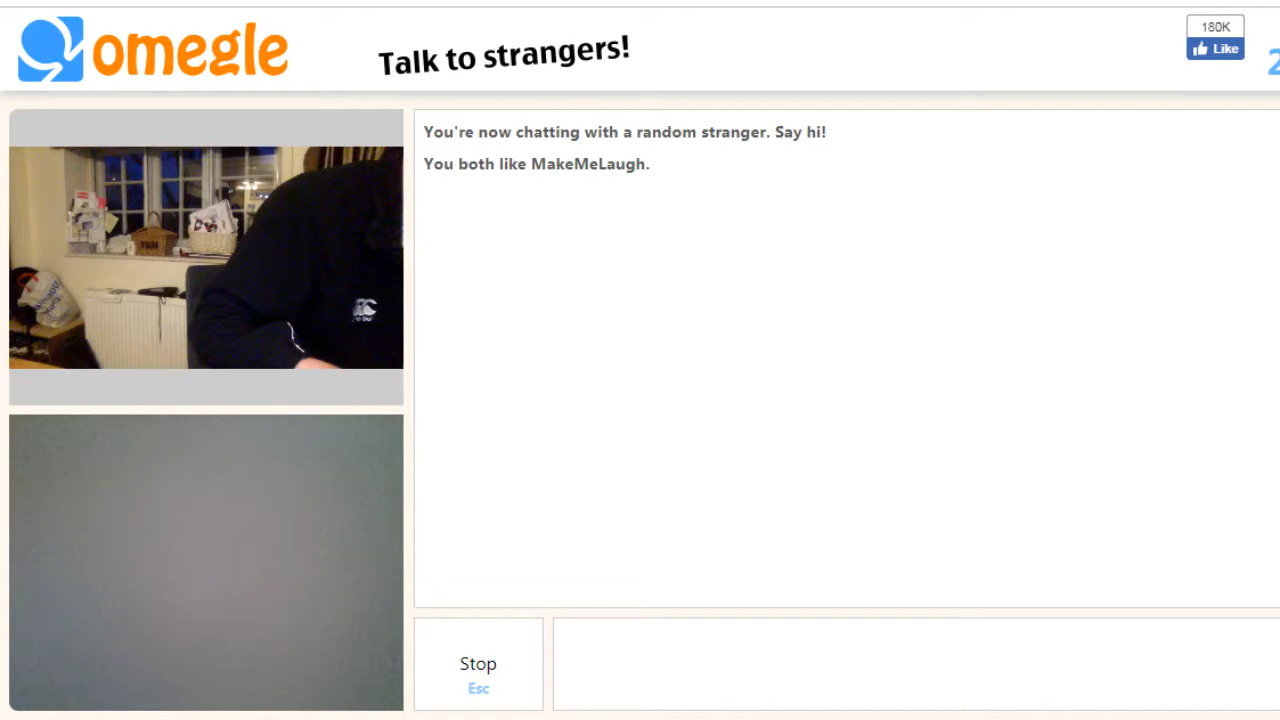 omegle
Talk to strangers!
180K
Like
2
You're now chatting with a random stranger. Say hi!
You both like MakeMeLaugh.
Stop
Esc